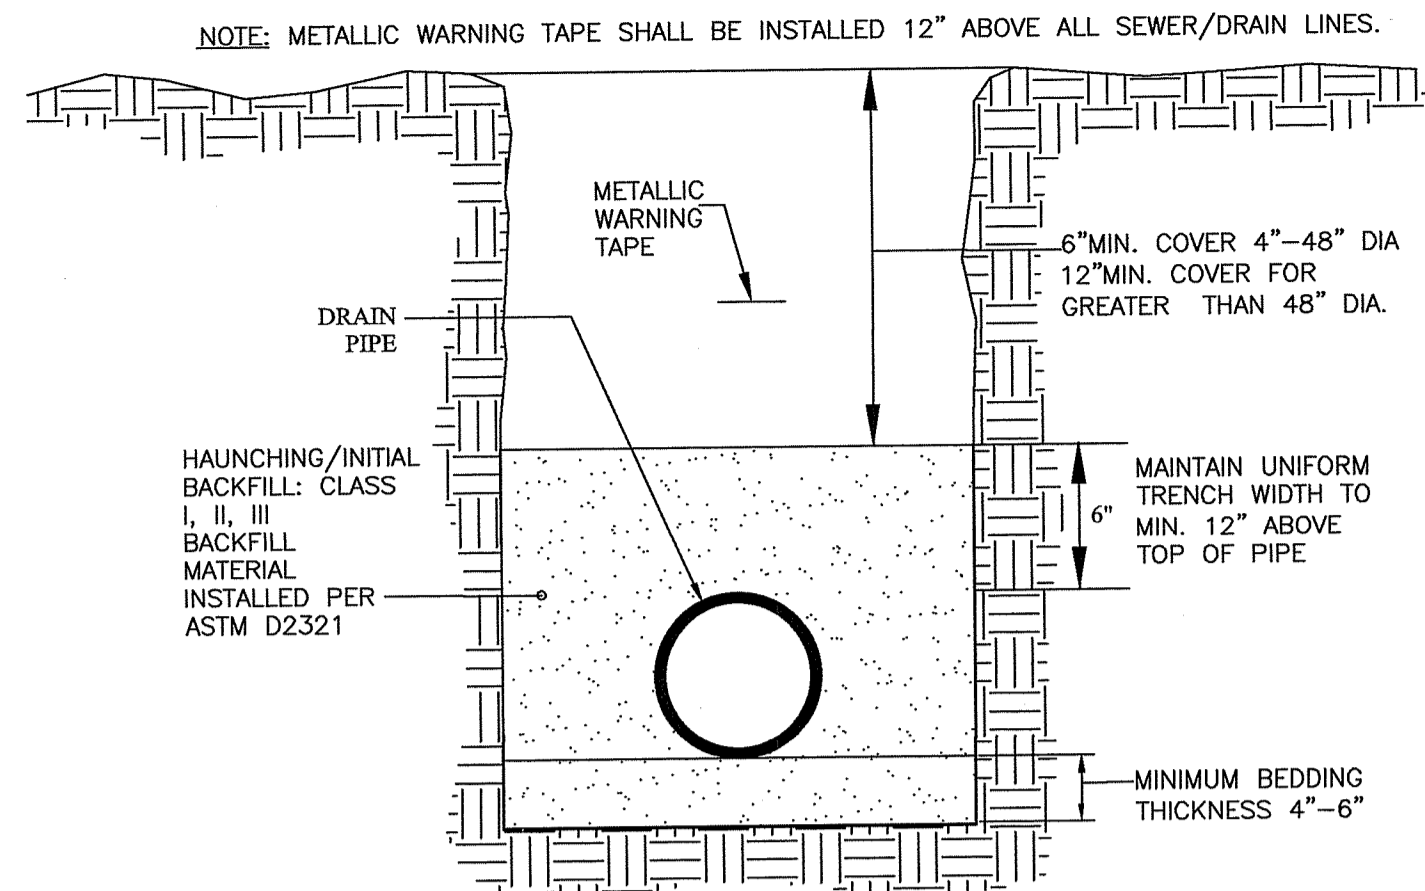 NOTE: METALLIC WARNING TAPE SHALL BE INSTALLED 12" ABOVE ALL SEWER/DRAIN LINES.
METALLIC
WARNING
TAPE
6"MIN. COVER 4"-48" DIA
12"MIN. COVER FOR
GREATER THAN 48" DIA.
DRAIN
PIPE
HAUNCHING/INITIAL
BACKFILL: CLASS
I, II, III
BACKFILL
MATERIAL
INSTALLED PER
ASTM D2321
6"
MAINTAIN UNIFORM
TRENCH WIDTH TO
MIN. 12" ABOVE
TOP OF PIPE
MINIMUM BEDDING
THICKNESS 4"-6"